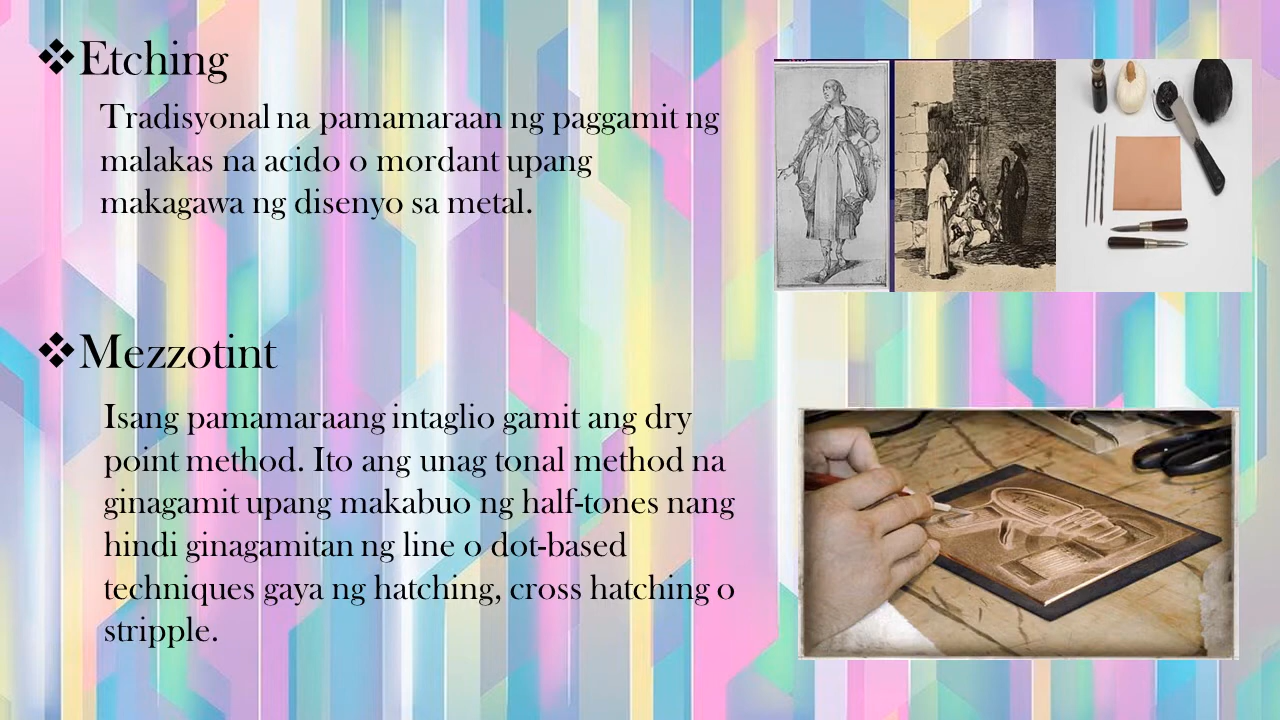 ❖Etching
Tradisyonal na pamamaraan ng paggamit ng
malakas na acido o mordant upang
makagawa ng disenyo sa metal.
❖Mezzotint
Isang pamamaraang intaglio gamit ang dry
point method. Ito ang unag tonal method na
ginagamit upang makabuo ng half-tones nang
hindi ginagamitan ng line o dot-based
techniques gaya ng hatching, cross hatching o
stripple.